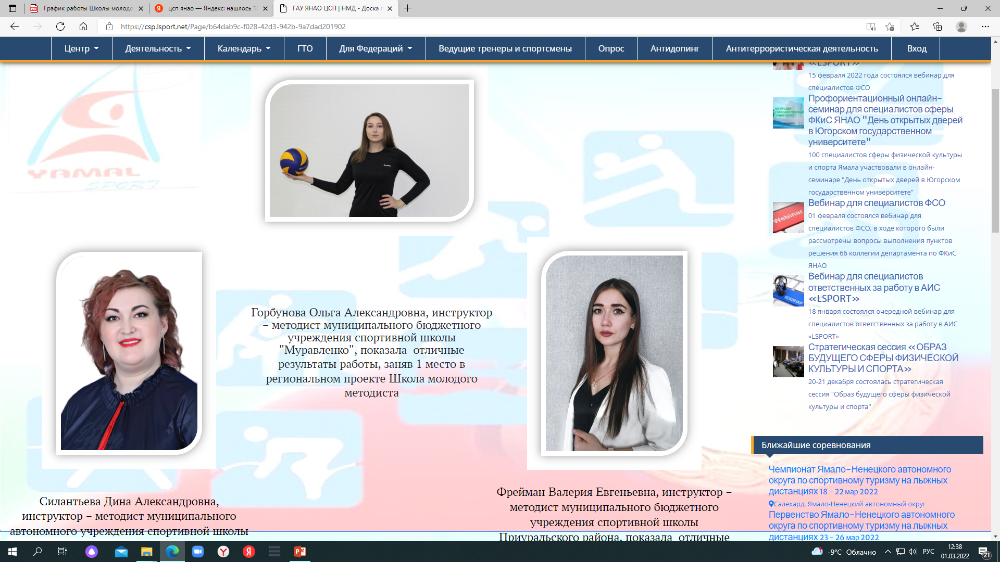 График работы Школы молодо
цсп янао — Яндекс: нашлось 10
ГАУ ЯНАО ЦСП | НМД - Доска п
https://csp.lsport.net/Page/b64dab9c-f028-42d3-942b-9a7dad201902
Центр
Деятельность
Календарь
ГТО
Для Федераций
Ведущие тренеры и спортсмены
Опрос
Антидопинг
Антитеррористическая деятельность
Вход
YAMAL
SPORT
Горбунова Ольга Александровна, инструктор
– методист муниципального бюджетного
учреждения спортивной школы
"Муравленко", показала отличные
результаты работы, заняв 1 место в
региональном проекте Школа молодого
методиста
Силантьева Дина Александровна,
инструктор – методист муниципального
автономного учреждения спортивной школы
Фрейман Валерия Евгеньевна, инструктор –
методист муниципального бюджетного
учреждения спортивной школы
Приуральского района, показала отличные
«LSPORT»
15 февраля 2022 года состоялся вебинар для
специалистов ФСО
ЮГОРСКИЙ
ГОСУДАРСТВЕННЫЙ
УНИВЕРСИТЕТ
Профориентационный онлайн-
семинар для специалистов сферы
ФКиС ЯНАО "День открытых дверей
в Югорском государственном
университете"
100 специалистов сферы физической культуры
и спорта Ямала участвовали в онлайн-
семинаре "День открытых дверей в Югорском
государственном университете"
Webinar
Вебинар для специалистов ФСО
01 февраля состоялся вебинар для
специалистов ФСО, в ходе которого были
рассмотрены вопросы выполнения пунктов
решения 66 коллегии департамента по ФКиС
ЯНАО
ВЕБИНАР
Вебинар для специалистов
ответственных за работу в АИС
«LSPORT»
18 января состоялся очередной вебинар для
специалистов ответственных за работу в АИС
«LSPORT»
Стратегическая сессия «ОБРАЗ
БУДУЩЕГО СФЕРЫ ФИЗИЧЕСКОЙ
КУЛЬТУРЫ И СПОРТА»
20-21 декабря состоялась стратегическая
сессия "Образ будущего сферы физической
культуры и спорта"
Ближайшие соревнования
Чемпионат Ямало-Ненецкого автономного
округа по спортивному туризму на лыжных
дистанциях 18 - 22 мар 2022
Салехард, Ямало-Ненецкий автономный округ
Первенство Ямало-Ненецкого автономного
округа по спортивному туризму на лыжных
дистанциях 23 - 26 мар 2022
-9°C Облачно
РУС
12:38
01.03.2022
21